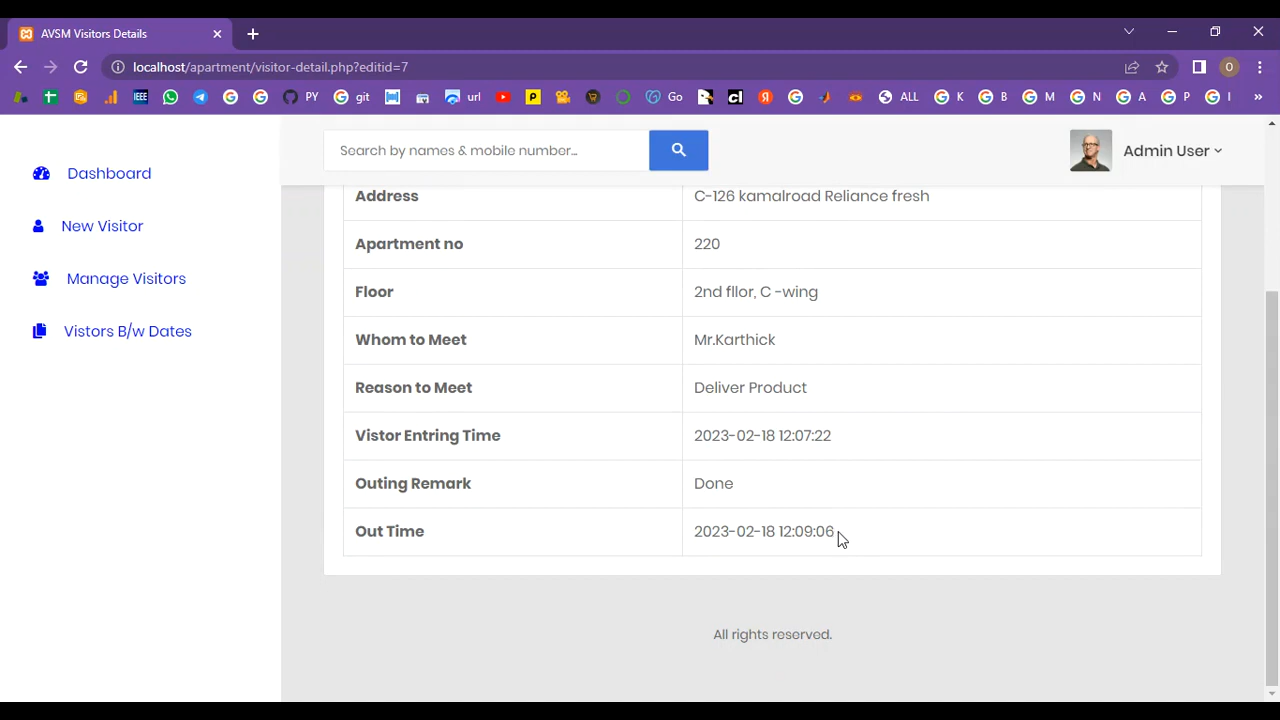 AVSM Visitors Details
localhost/apartment/visitor-detail.php?editid=7
O
IEEE PY git url P Go cl Я ALL K B M N A P I »
Search by names & mobile number...
Admin User
Dashboard
New Visitor
Manage Visitors
Vistors B/w Dates
Address C-126 kamalroad Reliance fresh
Apartment no 220
Floor 2nd fllor, C -wing
Whom to Meet Mr.Karthick
Reason to Meet Deliver Product
Vistor Entring Time 2023-02-18 12:07:22
Outing Remark Done
Out Time 2023-02-18 12:09:06
All rights reserved.